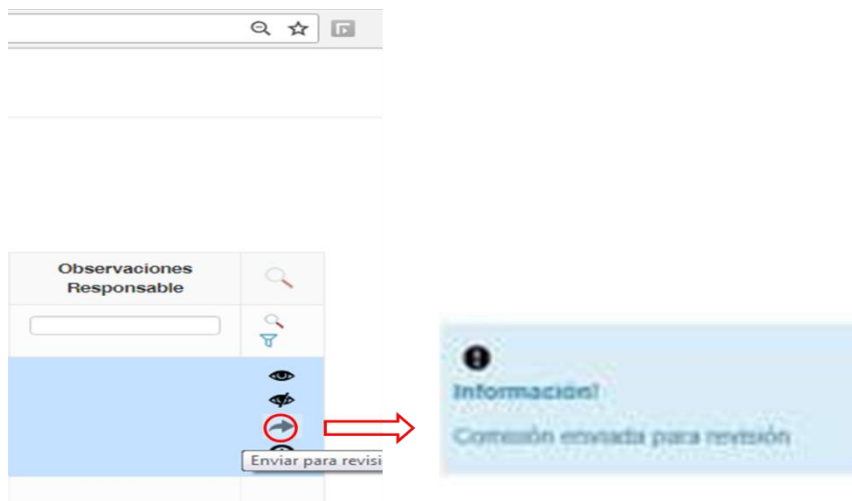 Observaciones
Responsable
Enviar para revisi
Información!
Comisión enviada para revisión